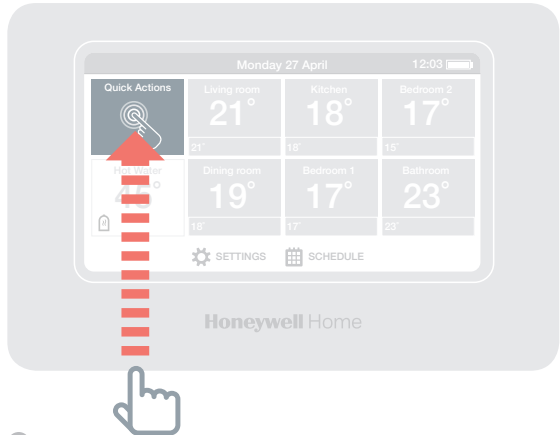 Monday 27 April 12:03
Quick Actions
Living room
21°
21°
Kitchen
18°
18°
Bedroom 2
17°
15°
Hot Water
45°
Dining room
19°
18°
Bedroom 1
17°
17°
Bathroom
23°
23°
SETTINGS SCHEDULE
Honeywell Home